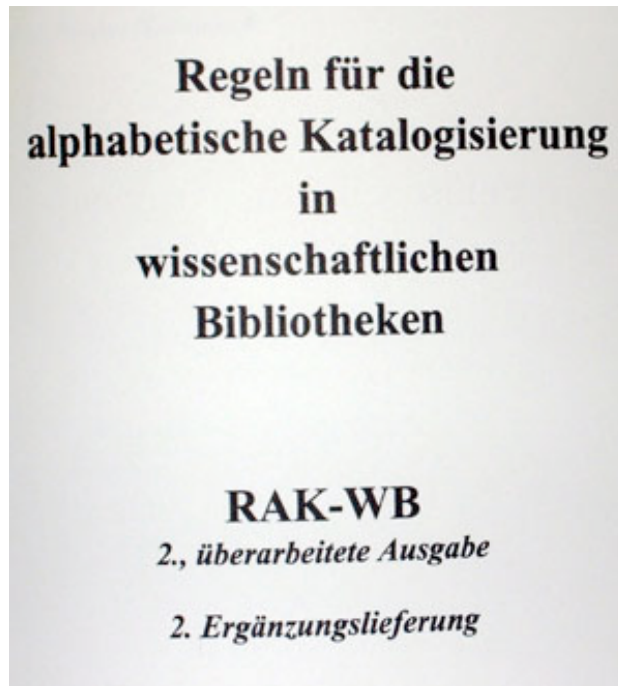 Regeln für die
alphabetische Katalogisierung
in
wissenschaftlichen
Bibliotheken
RAK-WB
2., überarbeitete Ausgabe
2. Ergänzungslieferung